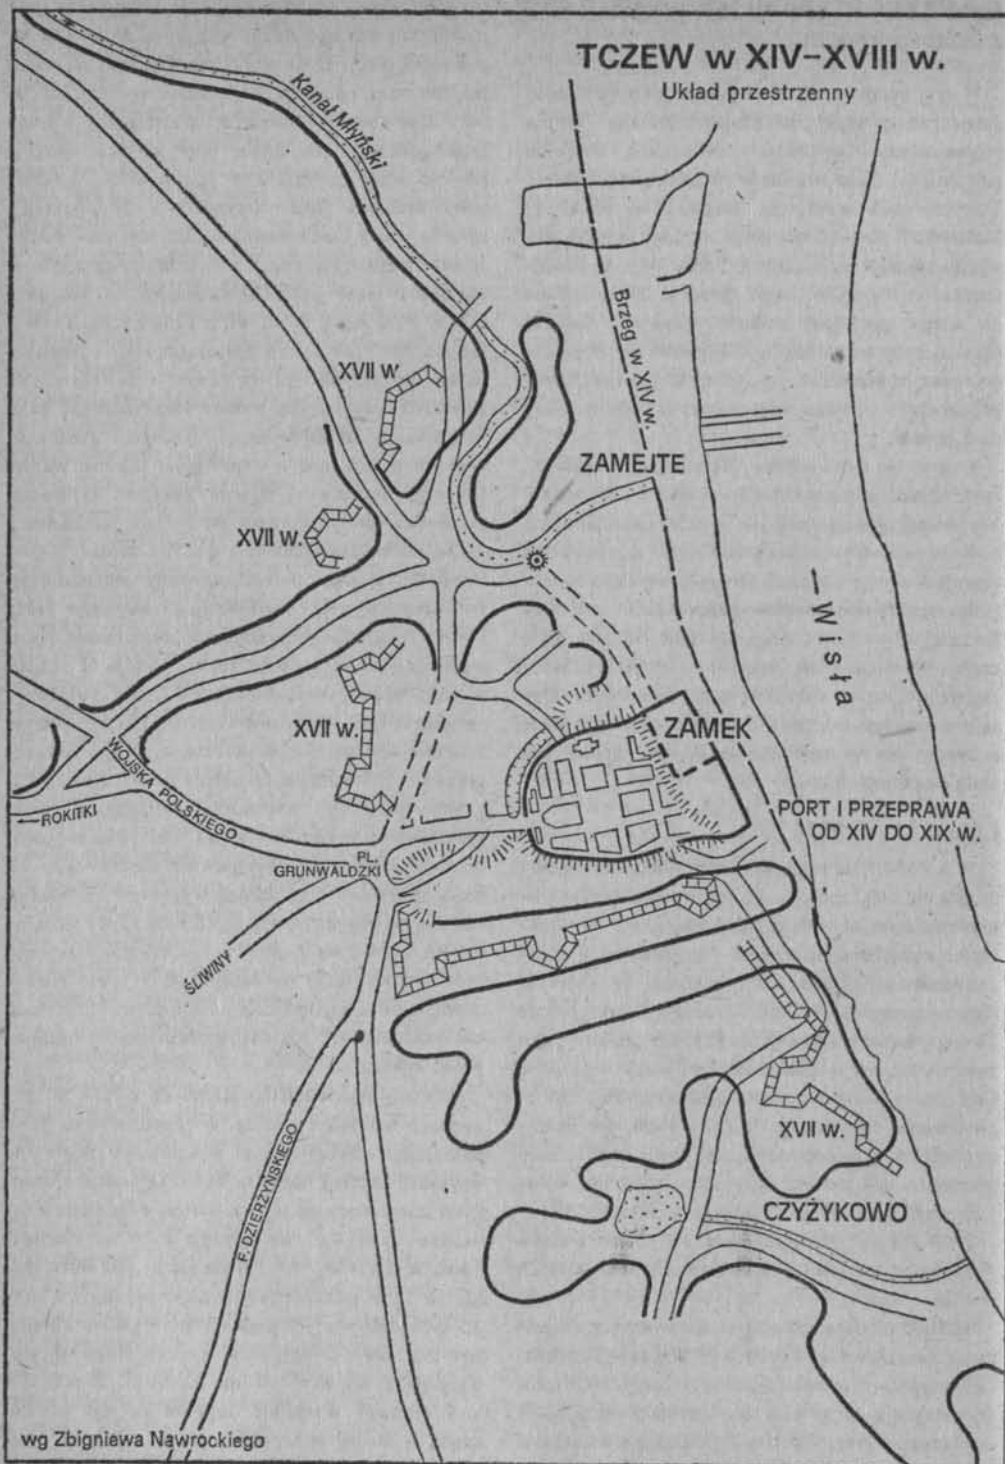 TCZEW w XIV–XVIII w.
Układ przestrzenny
Kanał Młyński
Brzeg w XIV w.
XVII w
ZAMEJTE
XVII w.
Wisła
XVII w.
ZAMEK
WOJSKA POLSKIEGO
ROKITKI
PORT I PRZEPRAWA
OD XIV DO XIX w.
PL.
GRUNWALDZKI
ŚLIWINY
XVII w.
F. DZIERŻYŃSKIEGO
CZYŻYKOWO
wg Zbigniewa Nawrockiego